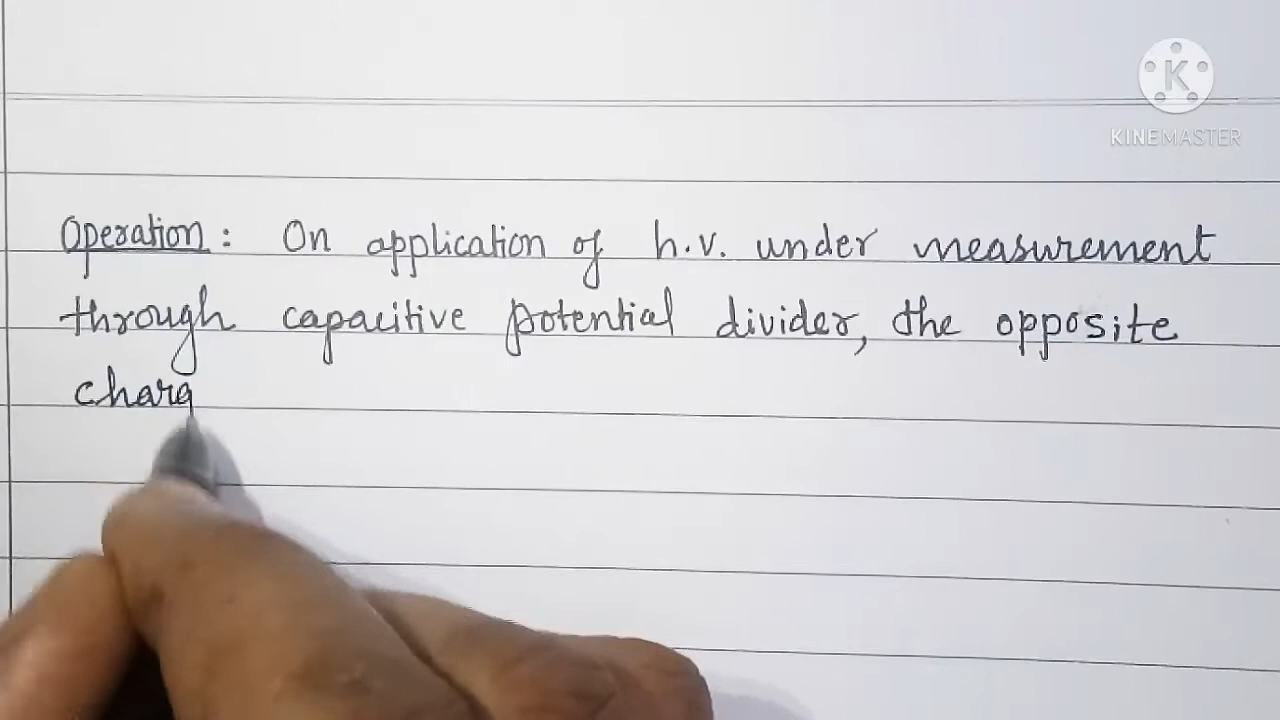 K
KINEMASTER
Operation: On application of h.v. under measurement
through capacitive potential divider, the opposite
charg